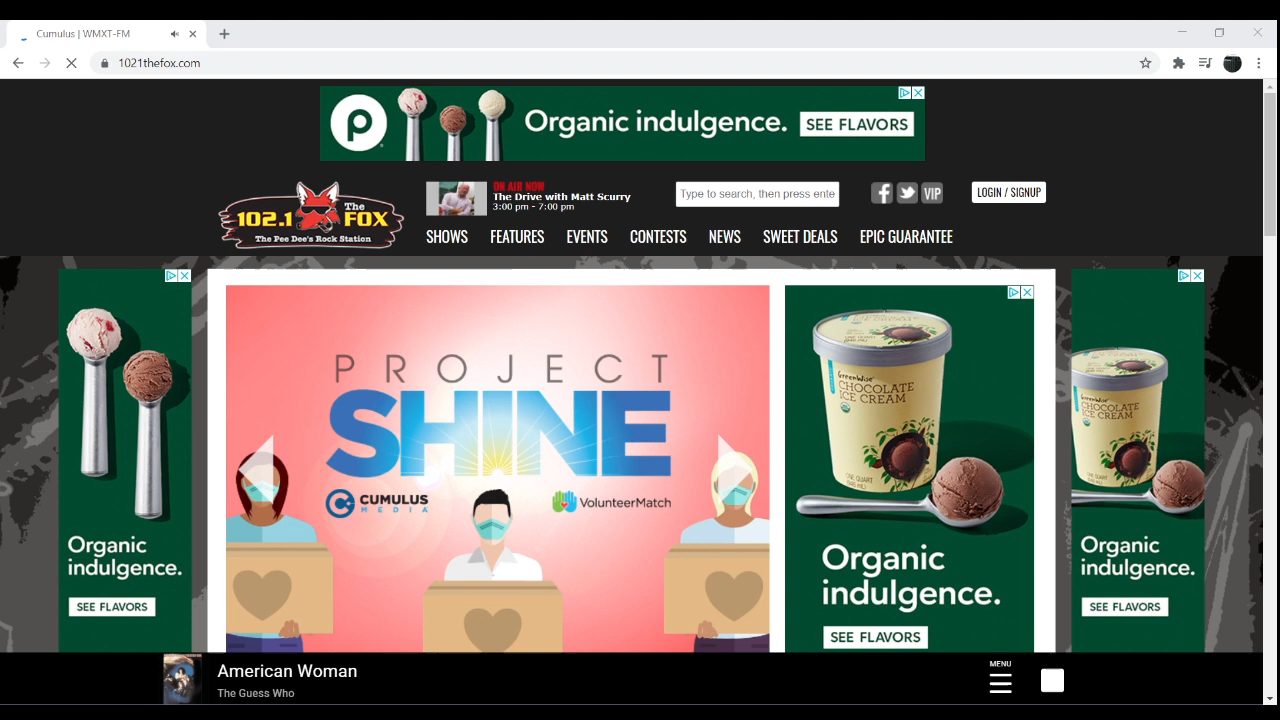 Cumulus | WMXT-FM
1021thefox.com
Organic indulgence.
SEE FLAVORS
102.1 The FOX
The Pee Dee's Rock Station
ON AIR NOW
The Drive with Matt Scurry
3:00 pm - 7:00 pm
Type to search, then press ente
VIP
LOGIN / SIGNUP
SHOWS FEATURES EVENTS CONTESTS NEWS SWEET DEALS EPIC GUARANTEE
Organic
indulgence.
SEE FLAVORS
PROJECT
SHINE
CUMULUS
MEDIA
VolunteerMatch
GreenWise
CHOCOLATE
ICE CREAM
Organic
indulgence.
SEE FLAVORS
GreenWise
CHOCOLATE
ICE CREAM
Organic
indulgence.
SEE FLAVORS
American Woman
The Guess Who
MENU